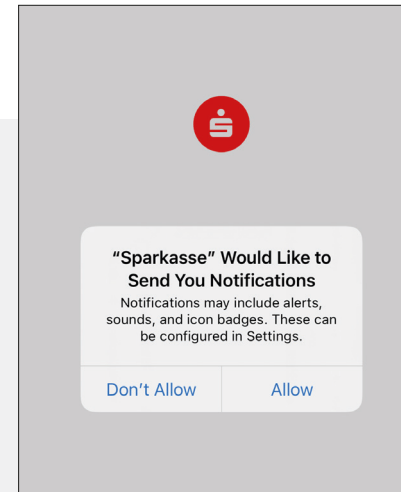 “Sparkasse” Would Like to
Send You Notifications
Notifications may include alerts,
sounds, and icon badges. These can
be configured in Settings.
Don’t Allow
Allow